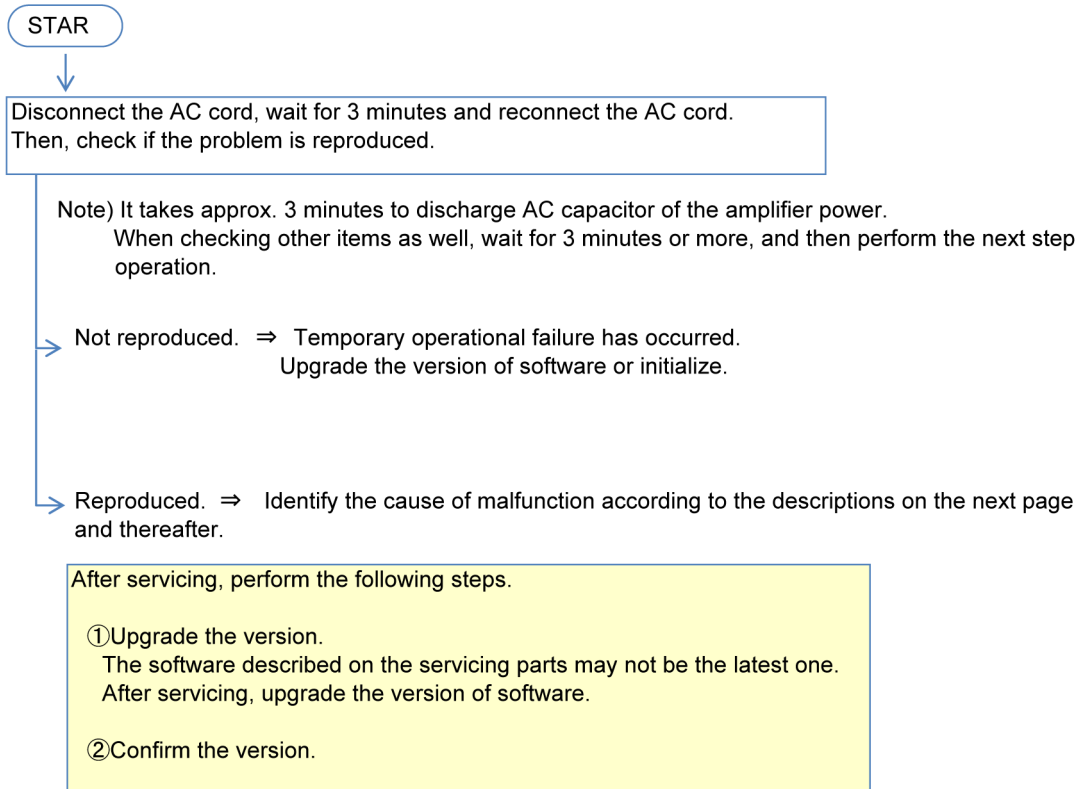 STAR
Disconnect the AC cord, wait for 3 minutes and reconnect the AC cord.
Then, check if the problem is reproduced.
Note) It takes approx. 3 minutes to discharge AC capacitor of the amplifier power.
When checking other items as well, wait for 3 minutes or more, and then perform the next step
operation.
Not reproduced. ⇒ Temporary operational failure has occurred.
Upgrade the version of software or initialize.
Reproduced. ⇒ Identify the cause of malfunction according to the descriptions on the next page
and thereafter.
After servicing, perform the following steps.
①Upgrade the version.
The software described on the servicing parts may not be the latest one.
After servicing, upgrade the version of software.
②Confirm the version.